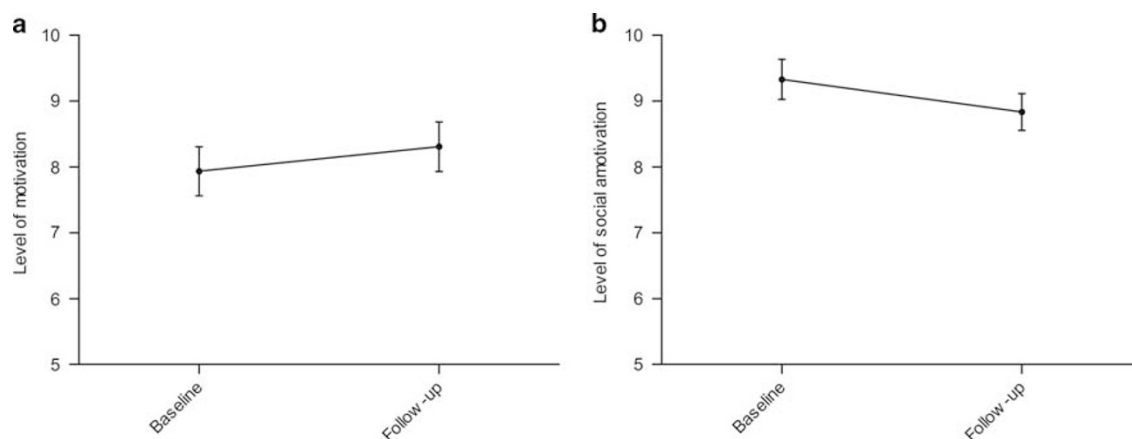 a
10
9
8
7
6
5
Level of motivation
Baseline
Follow-up
b
10
9
8
7
6
5
Level of social amotivation
Baseline
Follow-up